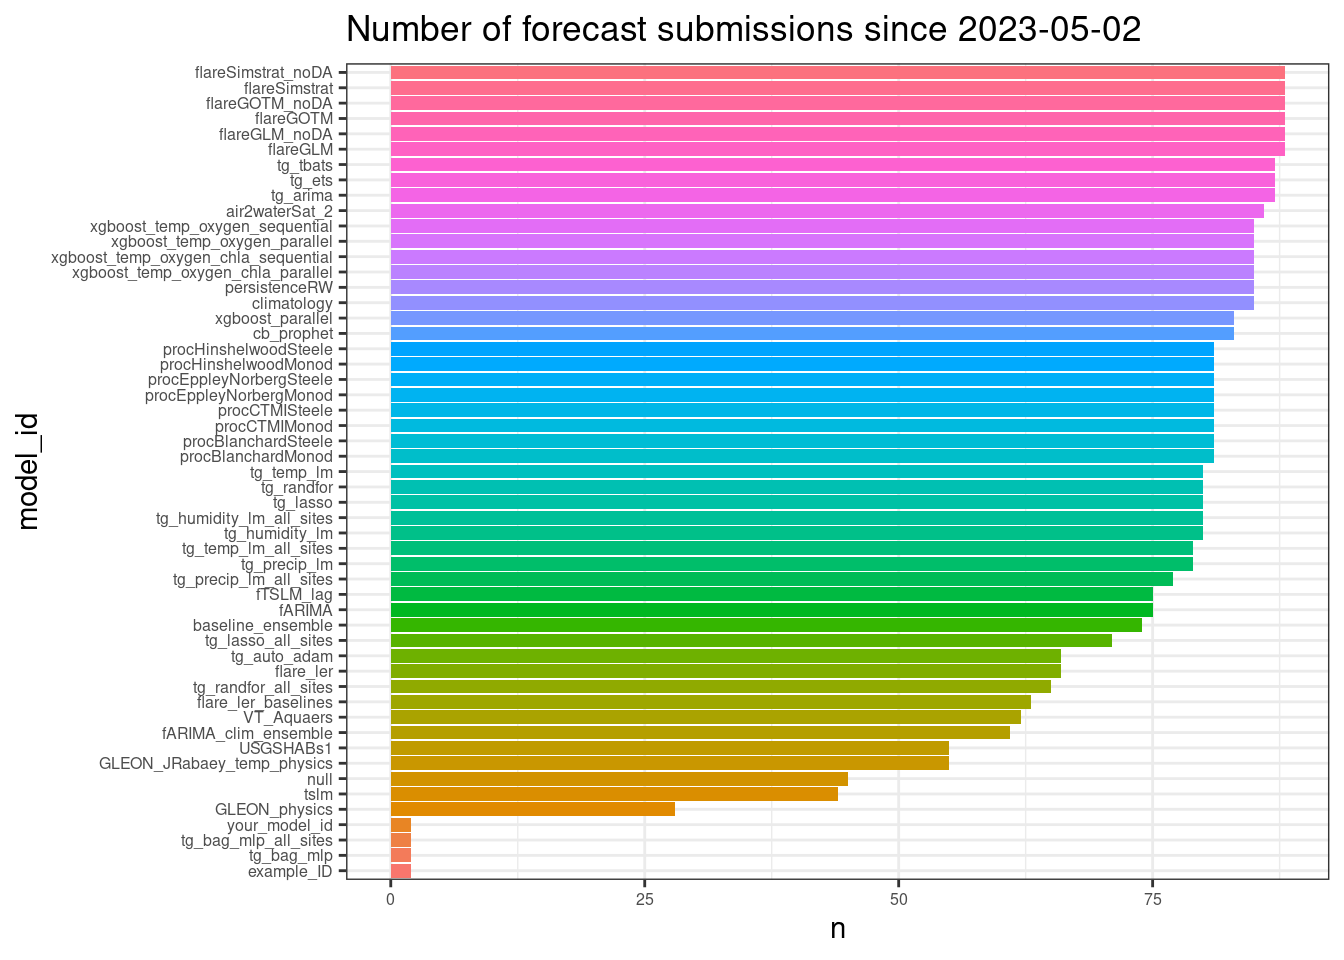 Number of forecast submissions since 2023-05-02
flareSimstrat_noDA
flareSimstrat
flareGOTM_noDA
flareGOTM
flareGLM_noDA
flareGLM
tg_tbats
tg_ets
tg_arima
air2waterSat_2
xgboost_temp_oxygen_sequential
xgboost_temp_oxygen_parallel
xgboost_temp_oxygen_chla_sequential
xgboost_temp_oxygen_chla_parallel
persistenceRW
climatology
xgboost_parallel
cb_prophet
procHinshelwoodSteele
procHinshelwoodMonod
procEppleyNorbergSteele
procEppleyNorbergMonod
procCTMISteele
procCTMIMonod
procBlanchardSteele
procBlanchardMonod
tg_temp_lm
tg_randfor
tg_lasso
tg_humidity_lm_all_sites
tg_humidity_lm
tg_temp_lm_all_sites
tg_precip_lm
tg_precip_lm_all_sites
fTSLM_lag
fARIMA
baseline_ensemble
tg_lasso_all_sites
tg_auto_adam
flare_ler
tg_randfor_all_sites
flare_ler_baselines
VT_Aquaers
fARIMA_clim_ensemble
USGSHABs1
GLEON_JRabaey_temp_physics
null
tslm
GLEON_physics
your_model_id
tg_bag_mlp_all_sites
tg_bag_mlp
example_ID
model_id
0 25 50 75
n